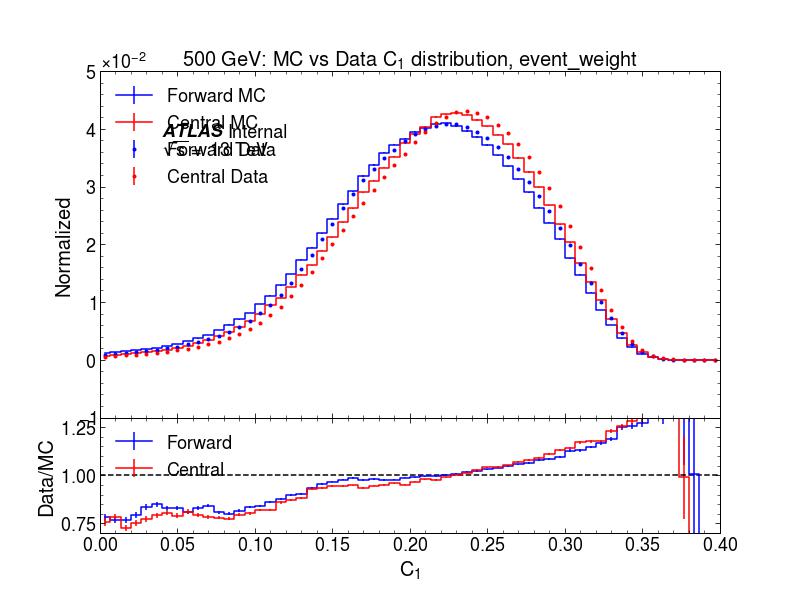 ×10⁻² 500 GeV: MC vs Data C₁ distribution, event_weight
5
4
3
2
1
0
−1
Normalized
Forward MC
Central MC
ATLAS Internal
√s = 13 TeV
Forward Data
Central Data
1.25
1.00
0.75
Data/MC
Forward
Central
0.00 0.05 0.10 0.15 0.20 0.25 0.30 0.35 0.40
C₁